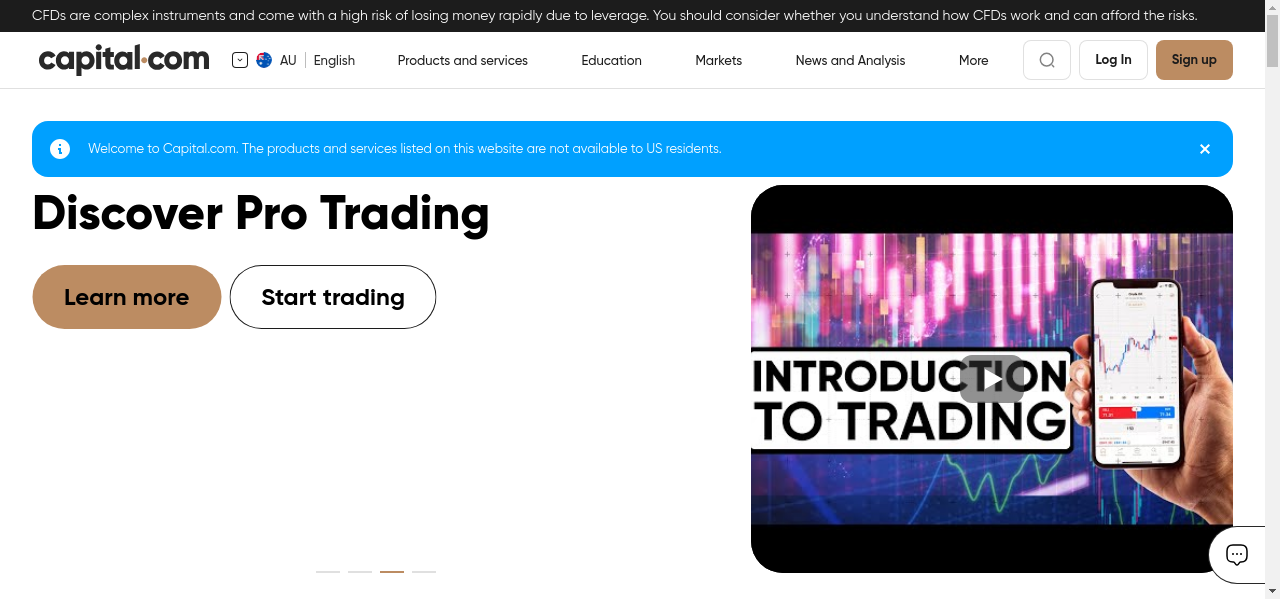 CFDs are complex instruments and come with a high risk of losing money rapidly due to leverage. You should consider whether you understand how CFDs work and can afford the risks.
capital.com
AU
English
Products and services
Education
Markets
News and Analysis
More
Log In
Sign up
Welcome to Capital.com. The products and services listed on this website are not available to US residents.
Discover Pro Trading
Learn more
Start trading
INTRODUCTION
TO TRADING